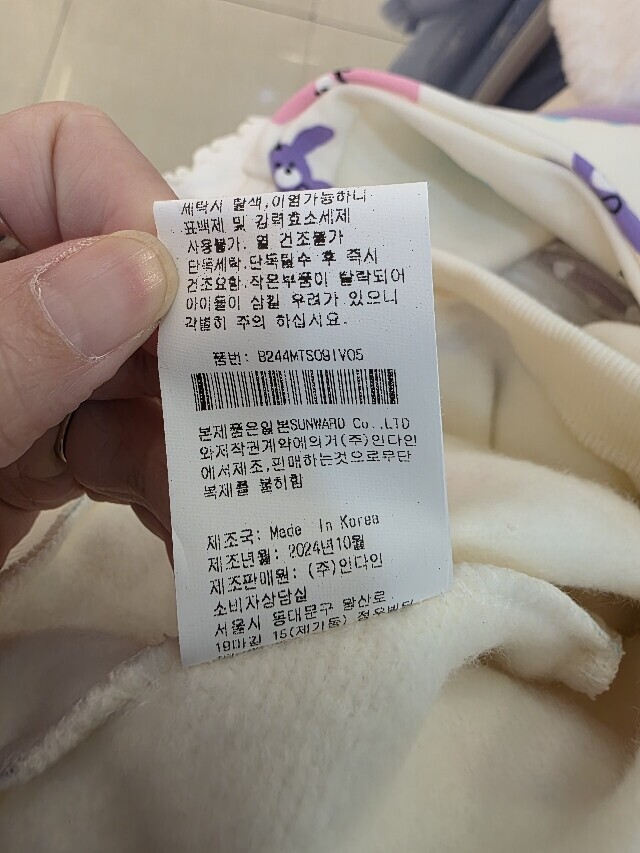 세탁시 탈색,이염가능하니
표백제 및 강력효소세제
사용불가, 열 건조불가
단독세탁.단독탈수 후 즉시
건조요함.작은부품이 탈락되어
아이들이 삼킬 우려가 있으니
각별히 주의 하십시요.
품번: B244MTS091V05
본제품은일본SUNWARD Co.,LTD
와저작권계약에의거(주)인다인
에서제조,판매하는것으로무단
복제를 불허함
제조국: Made In Korea
제조년월: 2024년10월
제조판매원: (주)인다인
소비자상담실
서울시 동대문구 왕산로
19마길 15(제기동)